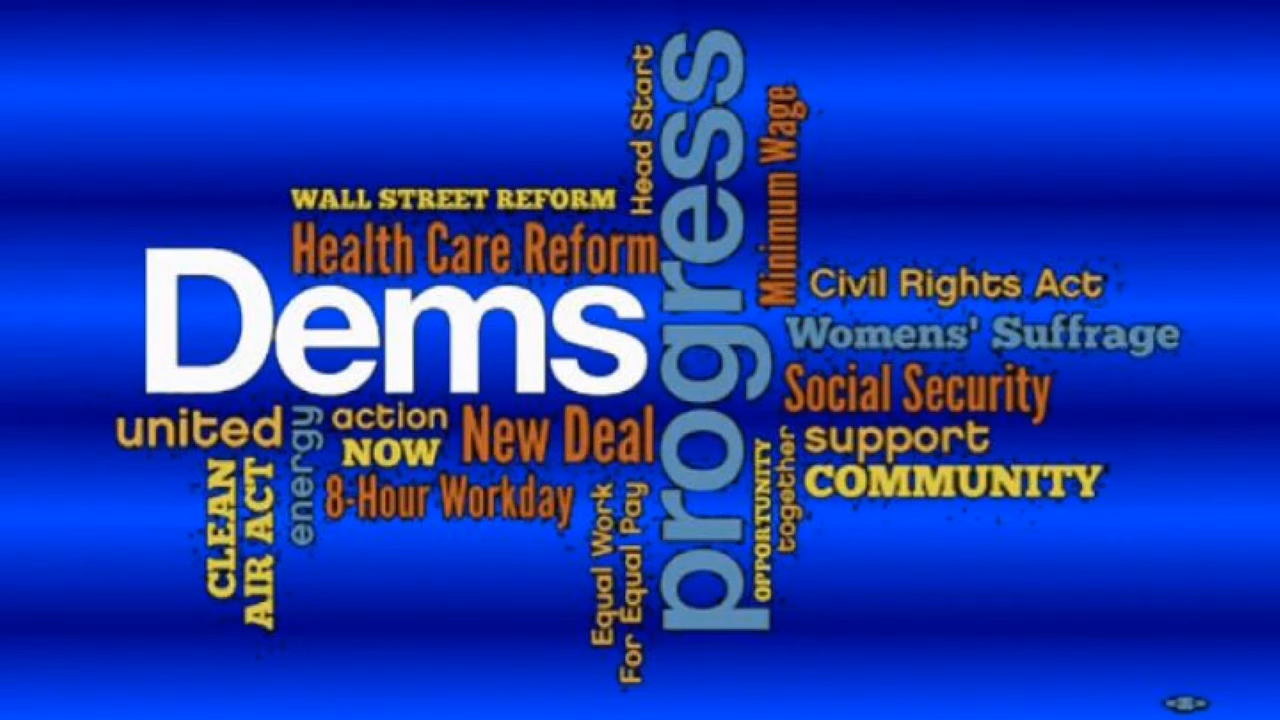 Head Start
progress
Minimum Wage
WALL STREET REFORM
Health Care Reform
Dems
Civil Rights Act
Womens' Suffrage
Social Security
united
energy
action
NOW
New Deal
support
COMMUNITY
together
OPPORTUNITY
CLEAN
AIR ACT
8-Hour Workday
Equal Work
For Equal Pay